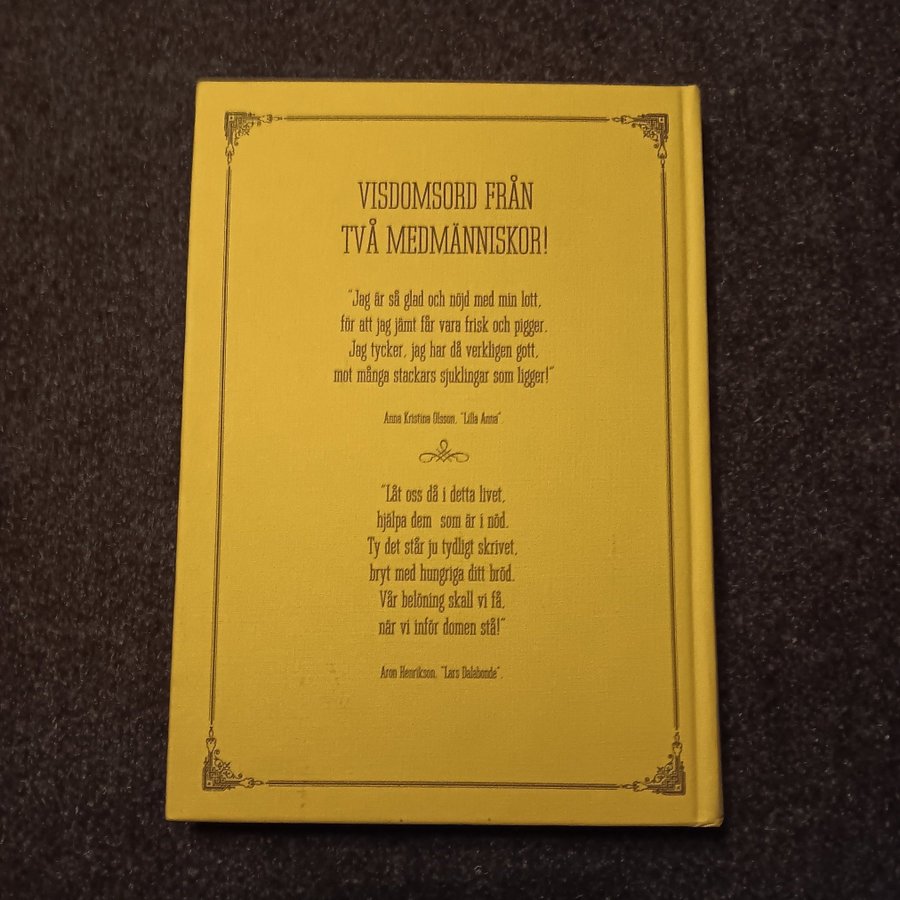 VISDOMSORD FRÅN
TVÅ MEDMÄNNISKOR!
"Jag är så glad och nöjd med min lott,
för att jag jämt får vara frisk och pigger.
Jag tycker, jag har då verkligen gott,
mot många stackars sjuklingar som ligger!"
Anna Kristina Olsson, "Lilla Anna".
"Låt oss då i detta livet,
hjälpa dem som är i nöd.
Ty det står ju tydligt skrivet,
bryt med hungriga ditt bröd.
Vår belöning skall vi få,
när vi inför domen stå!"
Aron Henrikson, "Lars Dalabonde".